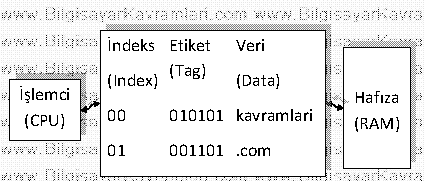 www.BilgisayarKavramlari.com www.BilgisayarKavra
İndeks Etiket Veri
(Index) (Tag) (Data)
İşlemci
(CPU)
00 010101 kavramlari
01 001101 .com
Hafıza
(RAM)